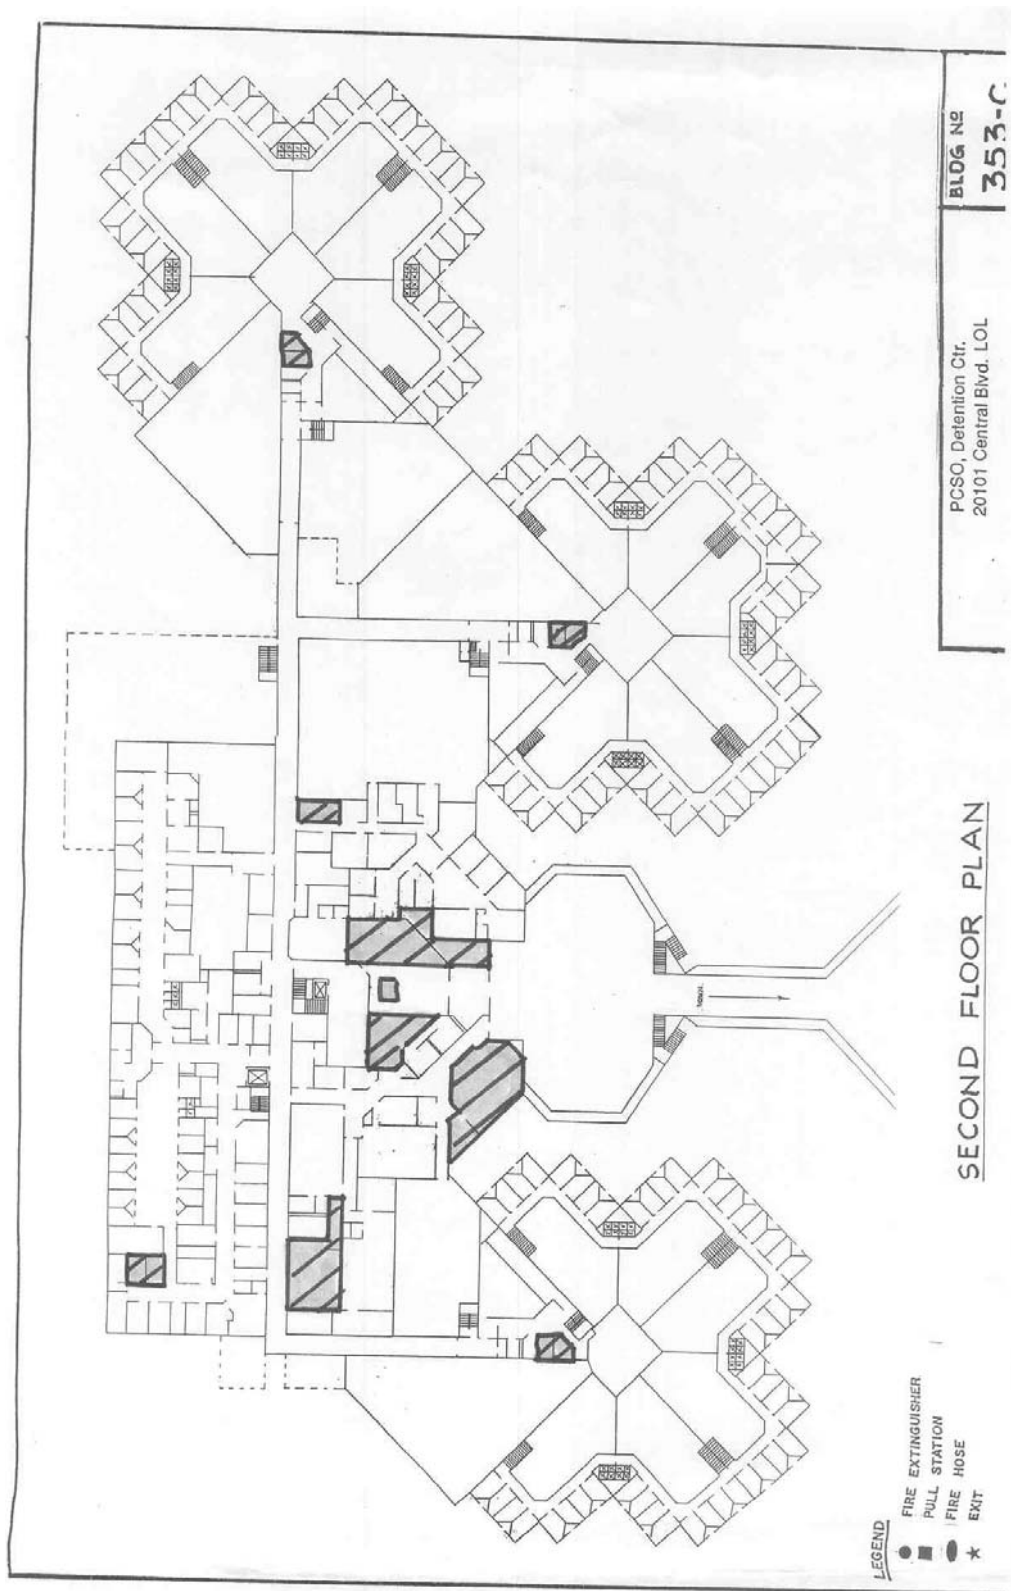 BLDG Nº
353-C
PCSO, Detention Ctr.
20101 Central Blvd. LOL
SECOND FLOOR PLAN
LEGEND
FIRE EXTINGUISHER
PULL STATION
FIRE HOSE
EXIT